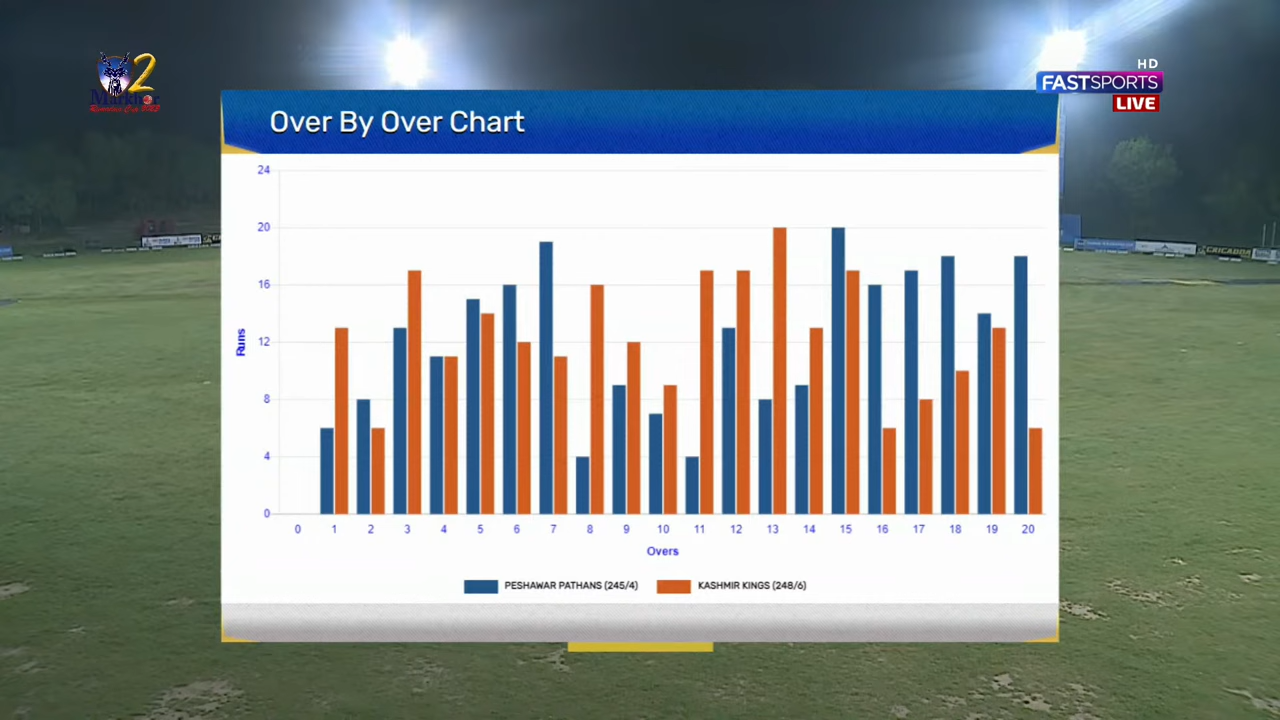 2
Markhor
HD
FASTSPORTS
LIVE
Over By Over Chart
24
20
16
12
8
4
0
Runs
0 1 2 3 4 5 6 7 8 9 10 11 12 13 14 15 16 17 18 19 20
Overs
PESHAWAR PATHANS (245/4) KASHMIR KINGS (248/6)